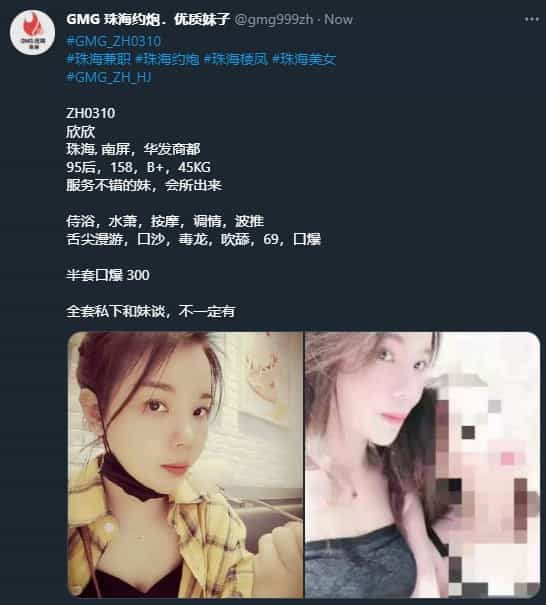 GMG
珠海
GMG 珠海约炮．优质妹子 @gmg999zh · Now
#GMG_ZH0310
#珠海兼职 #珠海约炮 #珠海楼凤 #珠海美女
#GMG_ZH_HJ
ZH0310
欣欣
珠海, 南屏，华发商都
95后，158，B+，45KG
服务不错的妹，会所出来
侍浴，水萧，按摩，调情，波推
舌尖漫游，口沙，毒龙，吹舔，69，口爆
半套口爆 300
全套私下和妹谈，不一定有